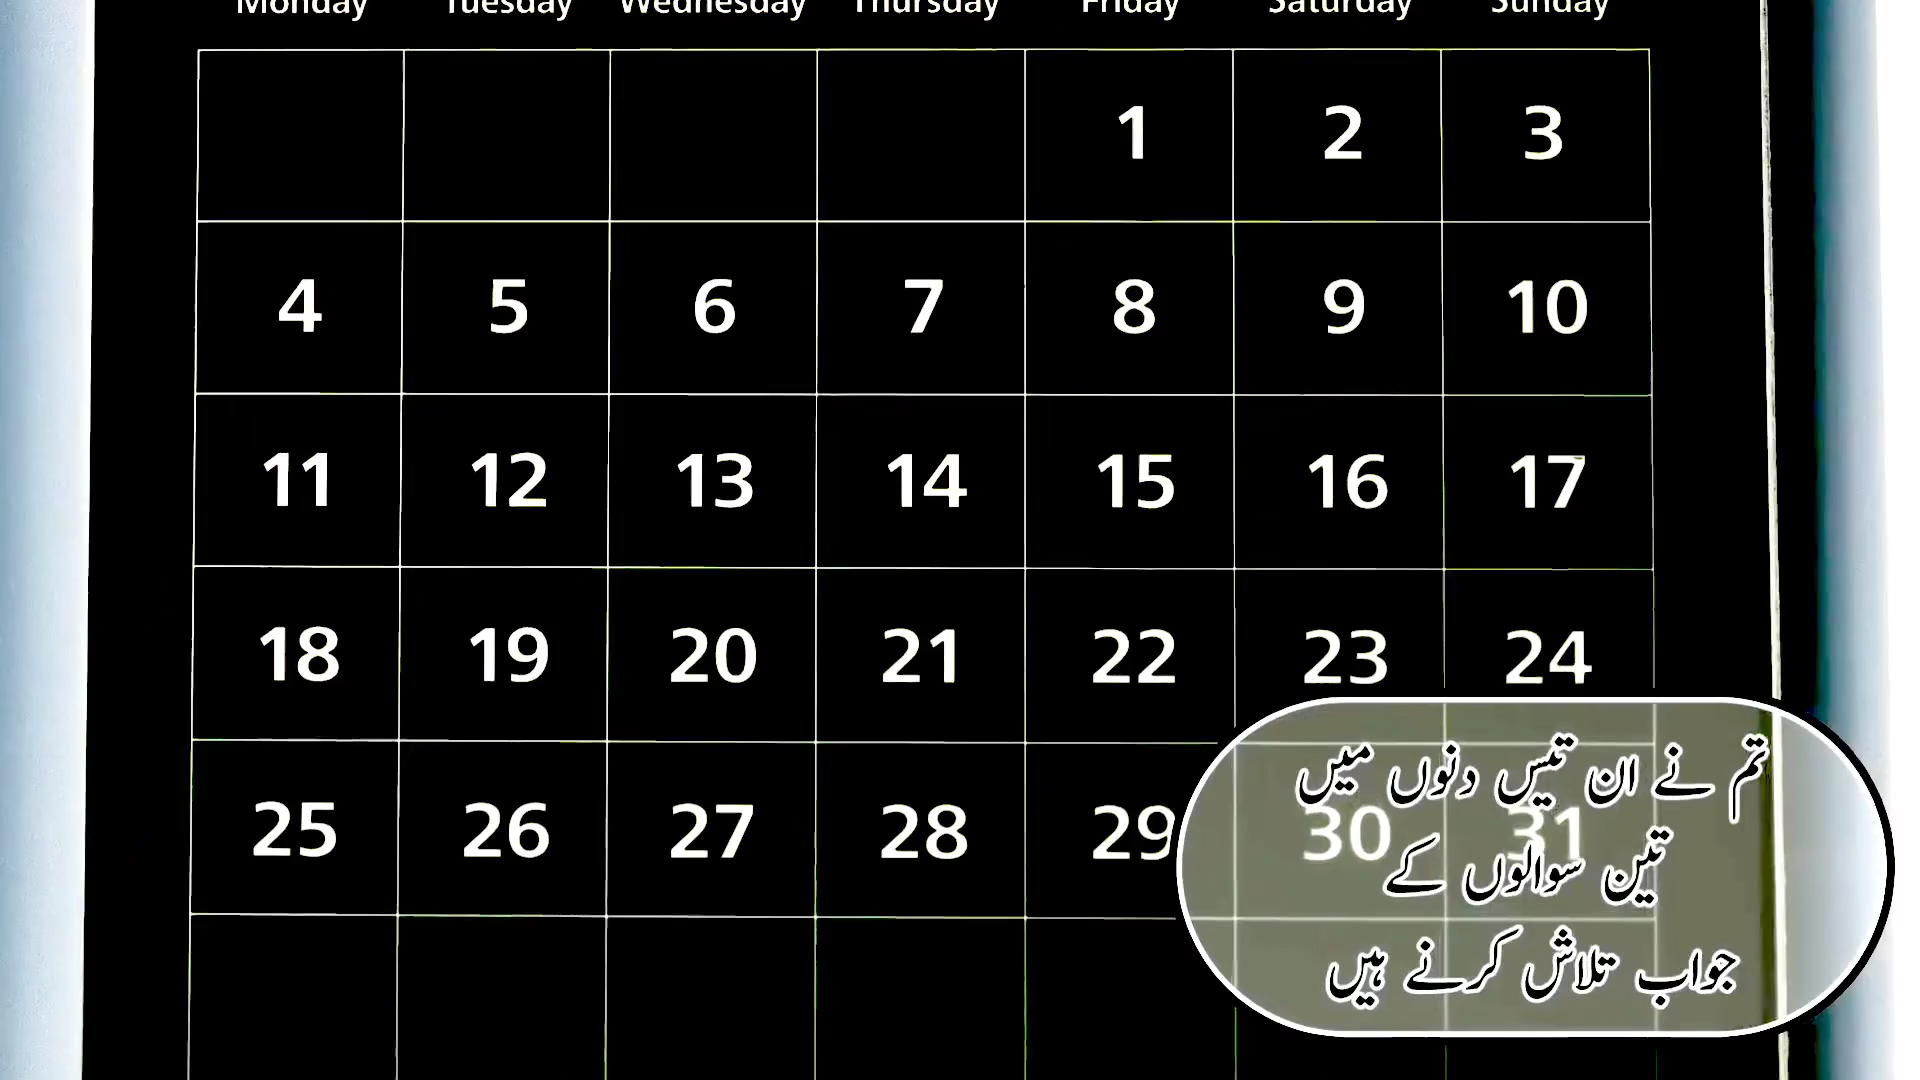 Monday Tuesday Wednesday Thursday Friday Saturday Sunday
1 2 3
4 5 6 7 8 9 10
11 12 13 14 15 16 17
18 19 20 21 22 23 24
25 26 27 28 29 30 31
تم نے ان تیس دنوں میں
تین سوالوں کے
جواب تلاش کرنے ہیں